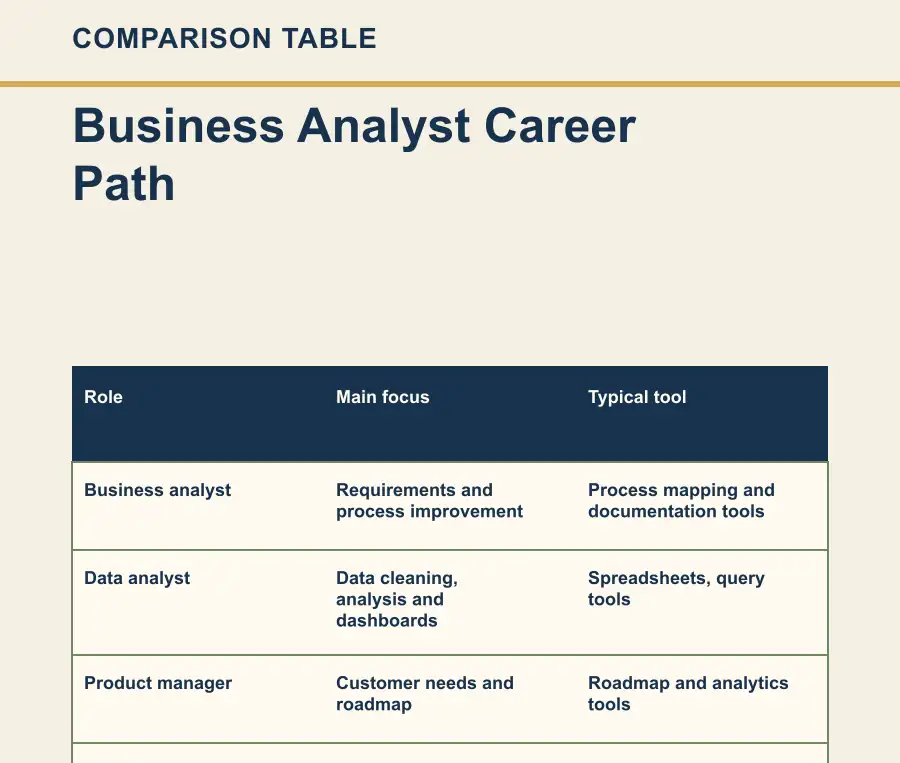 COMPARISON TABLE
Business Analyst Career
Path
Role
Main focus
Typical tool
Business analyst
Requirements and
process improvement
Process mapping and
documentation tools
Data analyst
Data cleaning,
analysis and
dashboards
Spreadsheets, query
tools
Product manager
Customer needs and
roadmap
Roadmap and analytics
tools